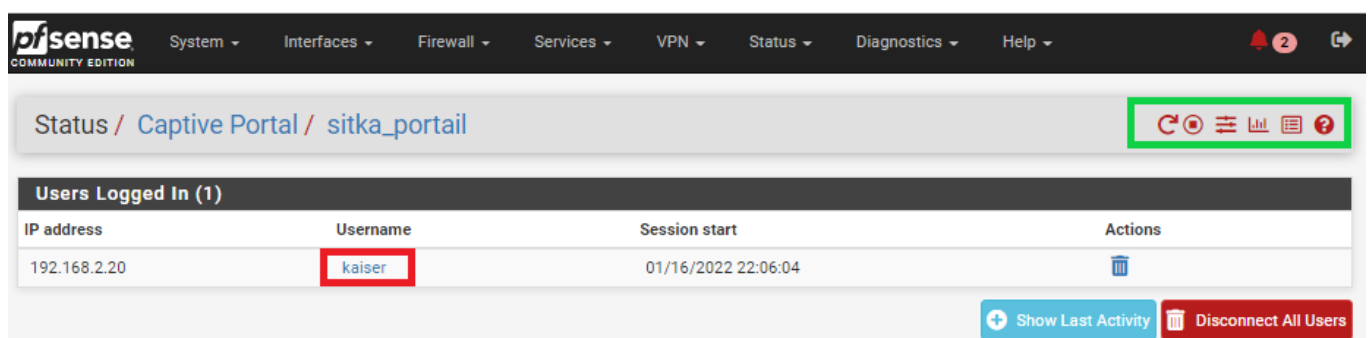 pfsense System Interfaces Firewall Services VPN Status Diagnostics Help 2
COMMUNITY EDITION
Status / Captive Portal / sitka_portail
Users Logged In (1)
IP address Username Session start Actions
192.168.2.20 kaiser 01/16/2022 22:06:04
Show Last Activity Disconnect All Users